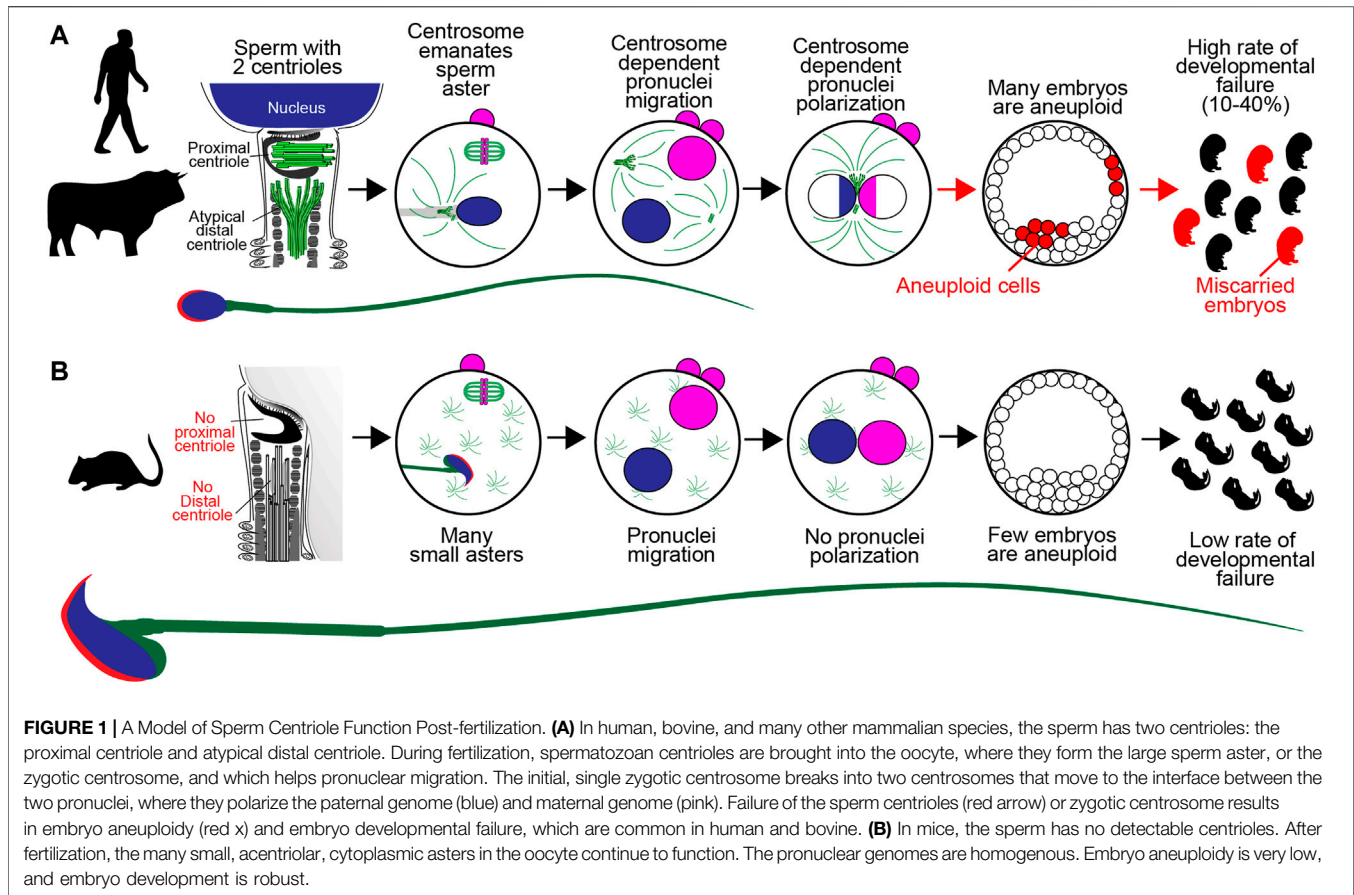 A
Sperm with
2 centrioles
Nucleus
Proximal
centriole
Atypical
distal
centriole
Centrosome
emanates
sperm
aster
Centrosome
dependent
pronuclei
migration
Centrosome
dependent
pronuclei
polarization
Many embryos
are aneuploid
Aneuploid cells
High rate of
developmental
failure
(10-40%)
Miscarried
embryos
B
No
proximal
centriole
No
Distal
centriole
Many
small asters
Pronuclei
migration
No pronuclei
polarization
Few embryos
are aneuploid
Low rate of
developmental
failure
FIGURE 1 | A Model of Sperm Centriole Function Post-fertilization. (A) In human, bovine, and many other mammalian species, the sperm has two centrioles: the
proximal centriole and atypical distal centriole. During fertilization, spermatozoan centrioles are brought into the oocyte, where they form the large sperm aster, or the
zygotic centrosome, and which helps pronuclear migration. The initial, single zygotic centrosome breaks into two centrosomes that move to the interface between the
two pronuclei, where they polarize the paternal genome (blue) and maternal genome (pink). Failure of the sperm centrioles (red arrow) or zygotic centrosome results
in embryo aneuploidy (red x) and embryo developmental failure, which are common in human and bovine. (B) In mice, the sperm has no detectable centrioles. After
fertilization, the many small, acentriolar, cytoplasmic asters in the oocyte continue to function. The pronuclear genomes are homogenous. Embryo aneuploidy is very low,
and embryo development is robust.